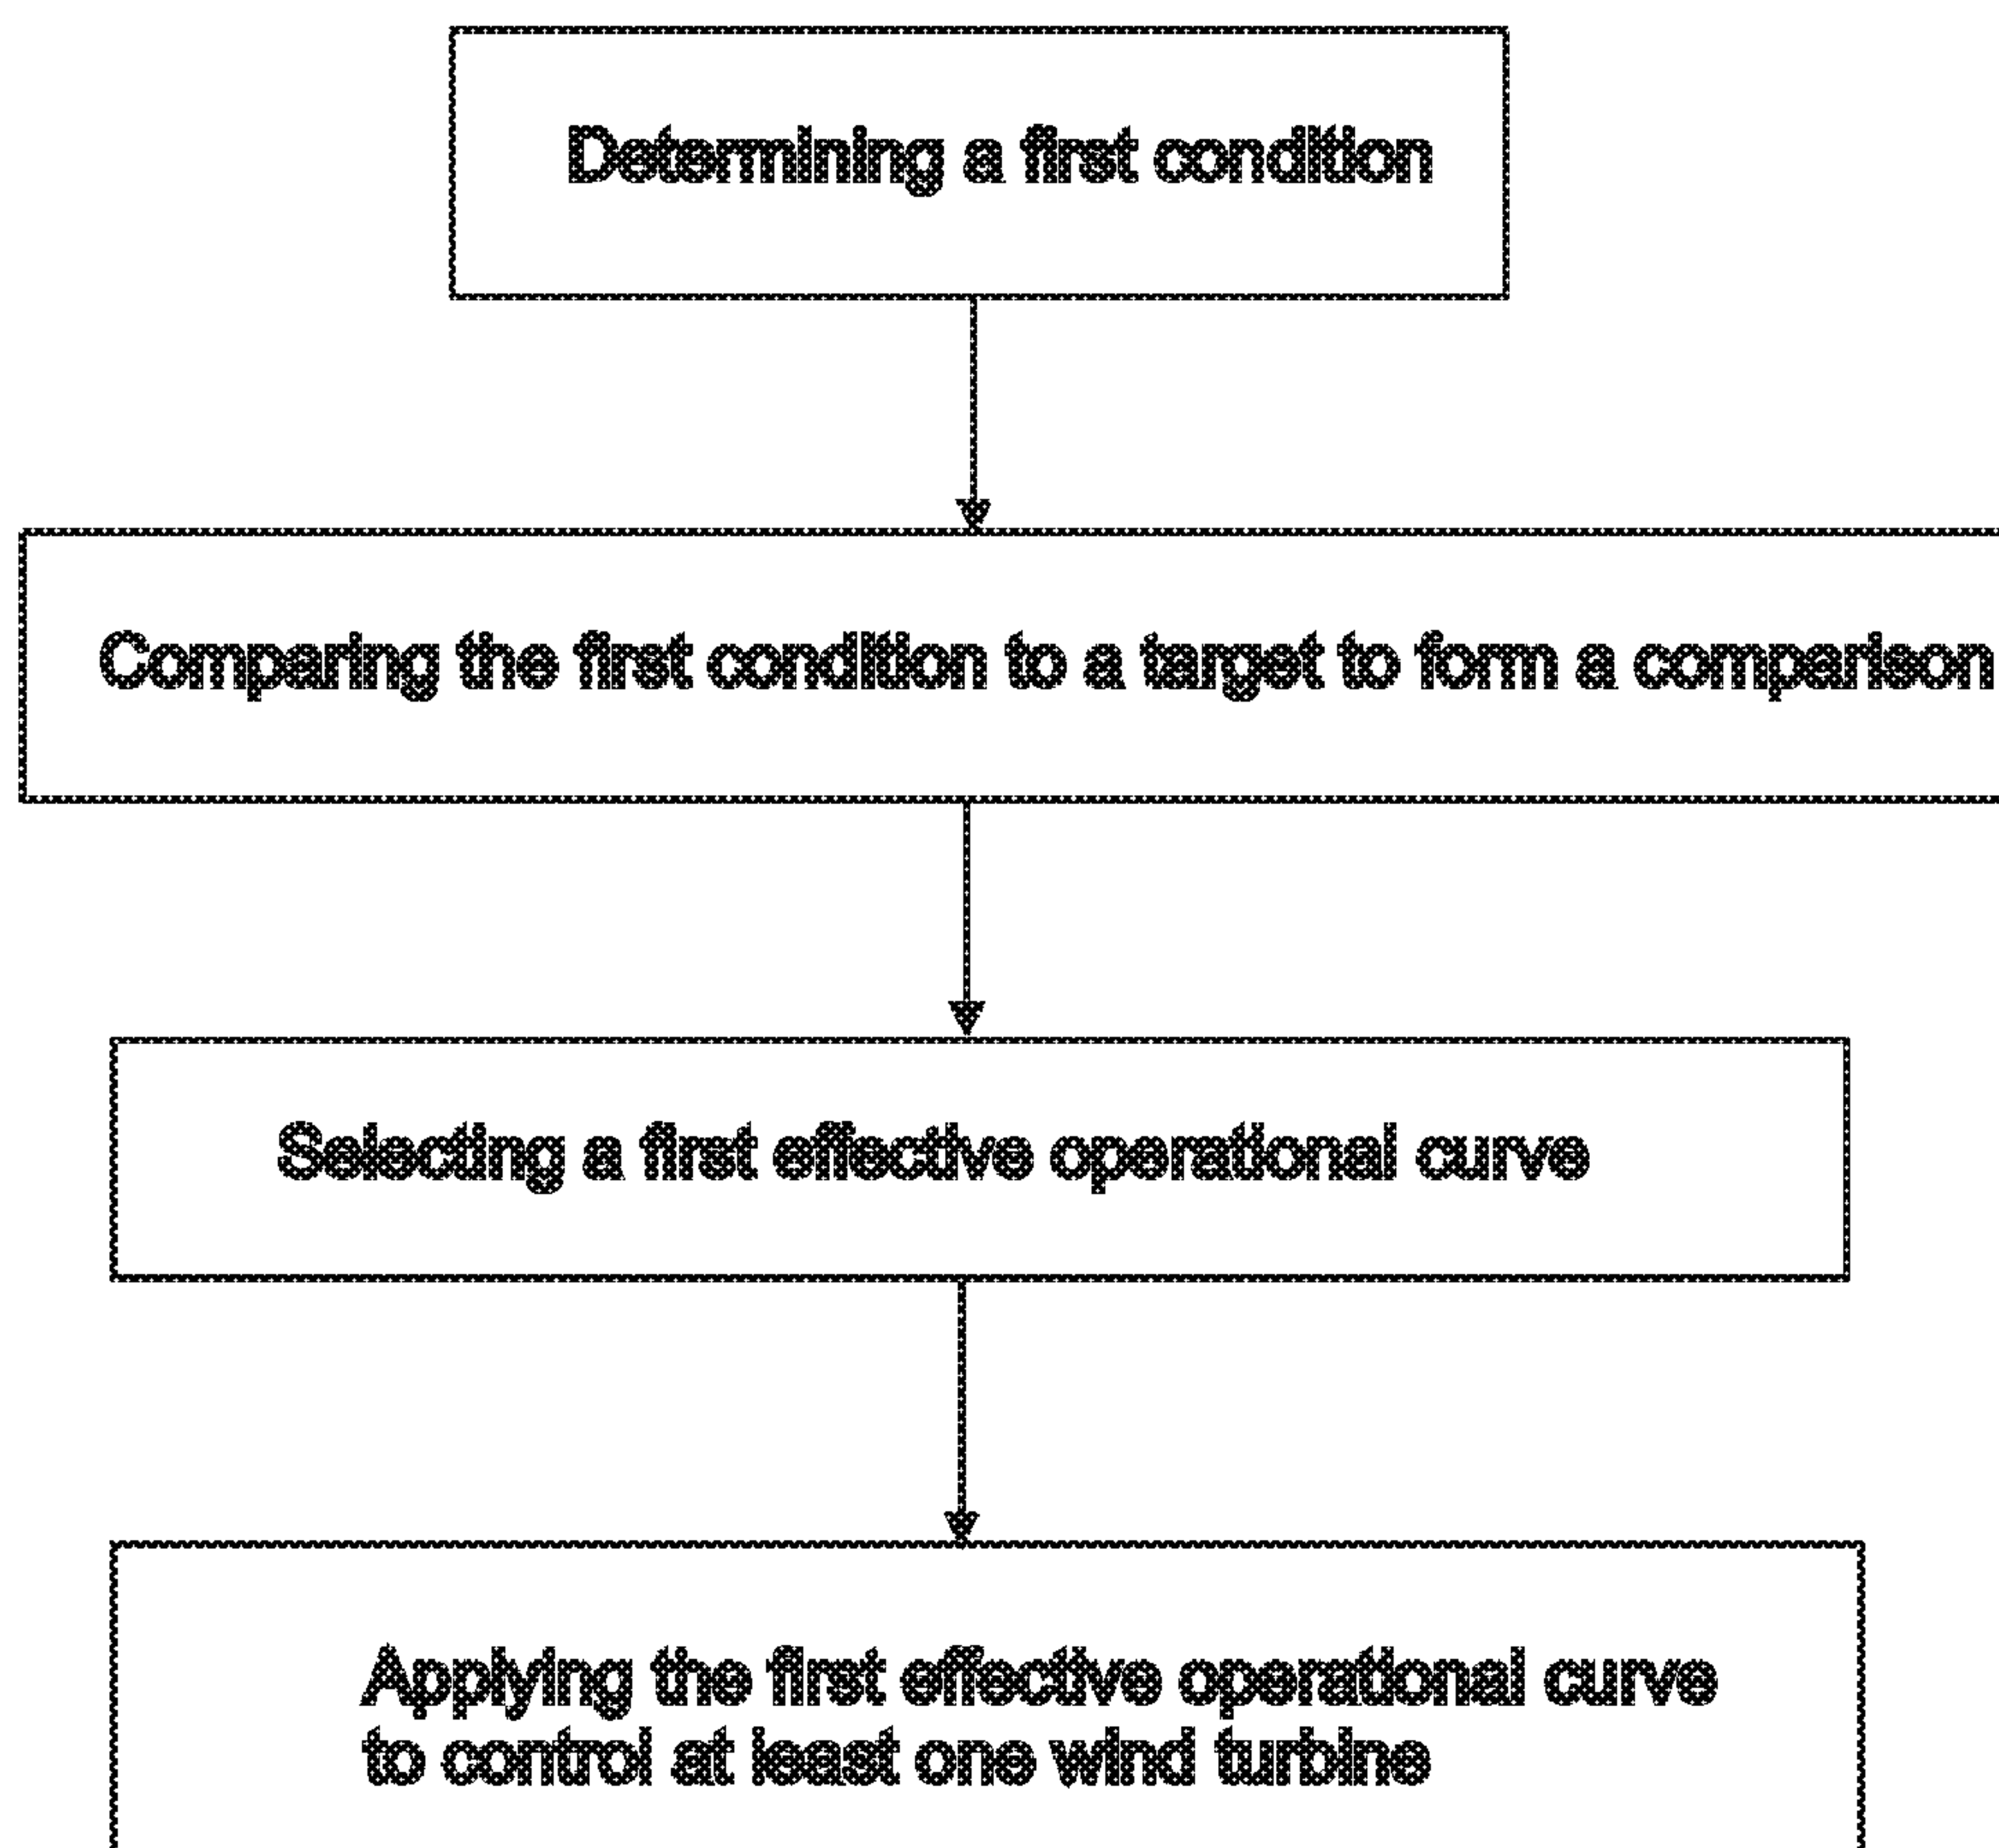 Determining a first condition
Comparing the first condition to a target to form a comparison
Selecting a first effective operational curve
Applying the first effective operational curve
to control at least one wind turbine